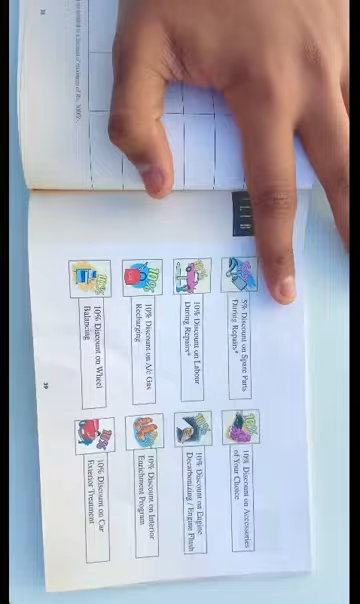 5% Discount on Spare Parts
During Repairs*
10% Discount on Accessories
of Your Choice
10% Discount on Labour
During Repairs*
10% Discount on Engine
Decarbonizing / Engine Flush
10% Discount on A/c Gas
Recharging
10% Discount on Interior
Enrichment Program
10% Discount on Wheel
Balancing
10% Discount on Car
Exterior Treatment
39